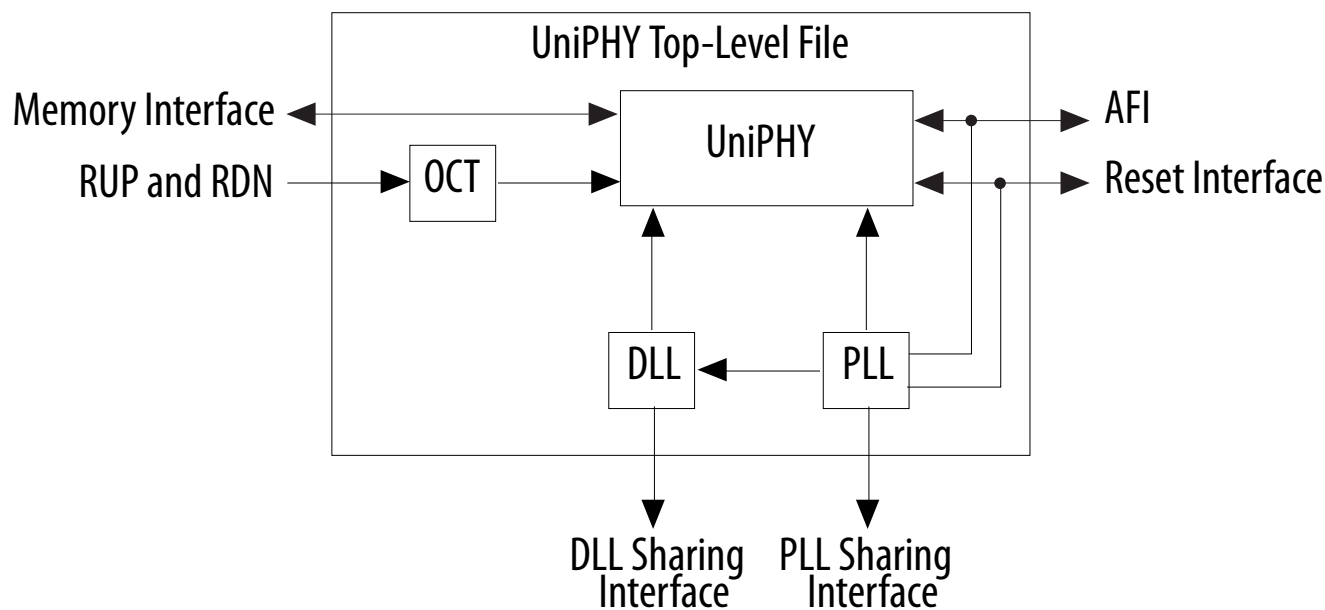 UniPHY Top-Level File
Memory Interface
UniPHY
AFI
RUP and RDN
OCT
Reset Interface
DLL
PLL
DLL Sharing
Interface
PLL Sharing
Interface